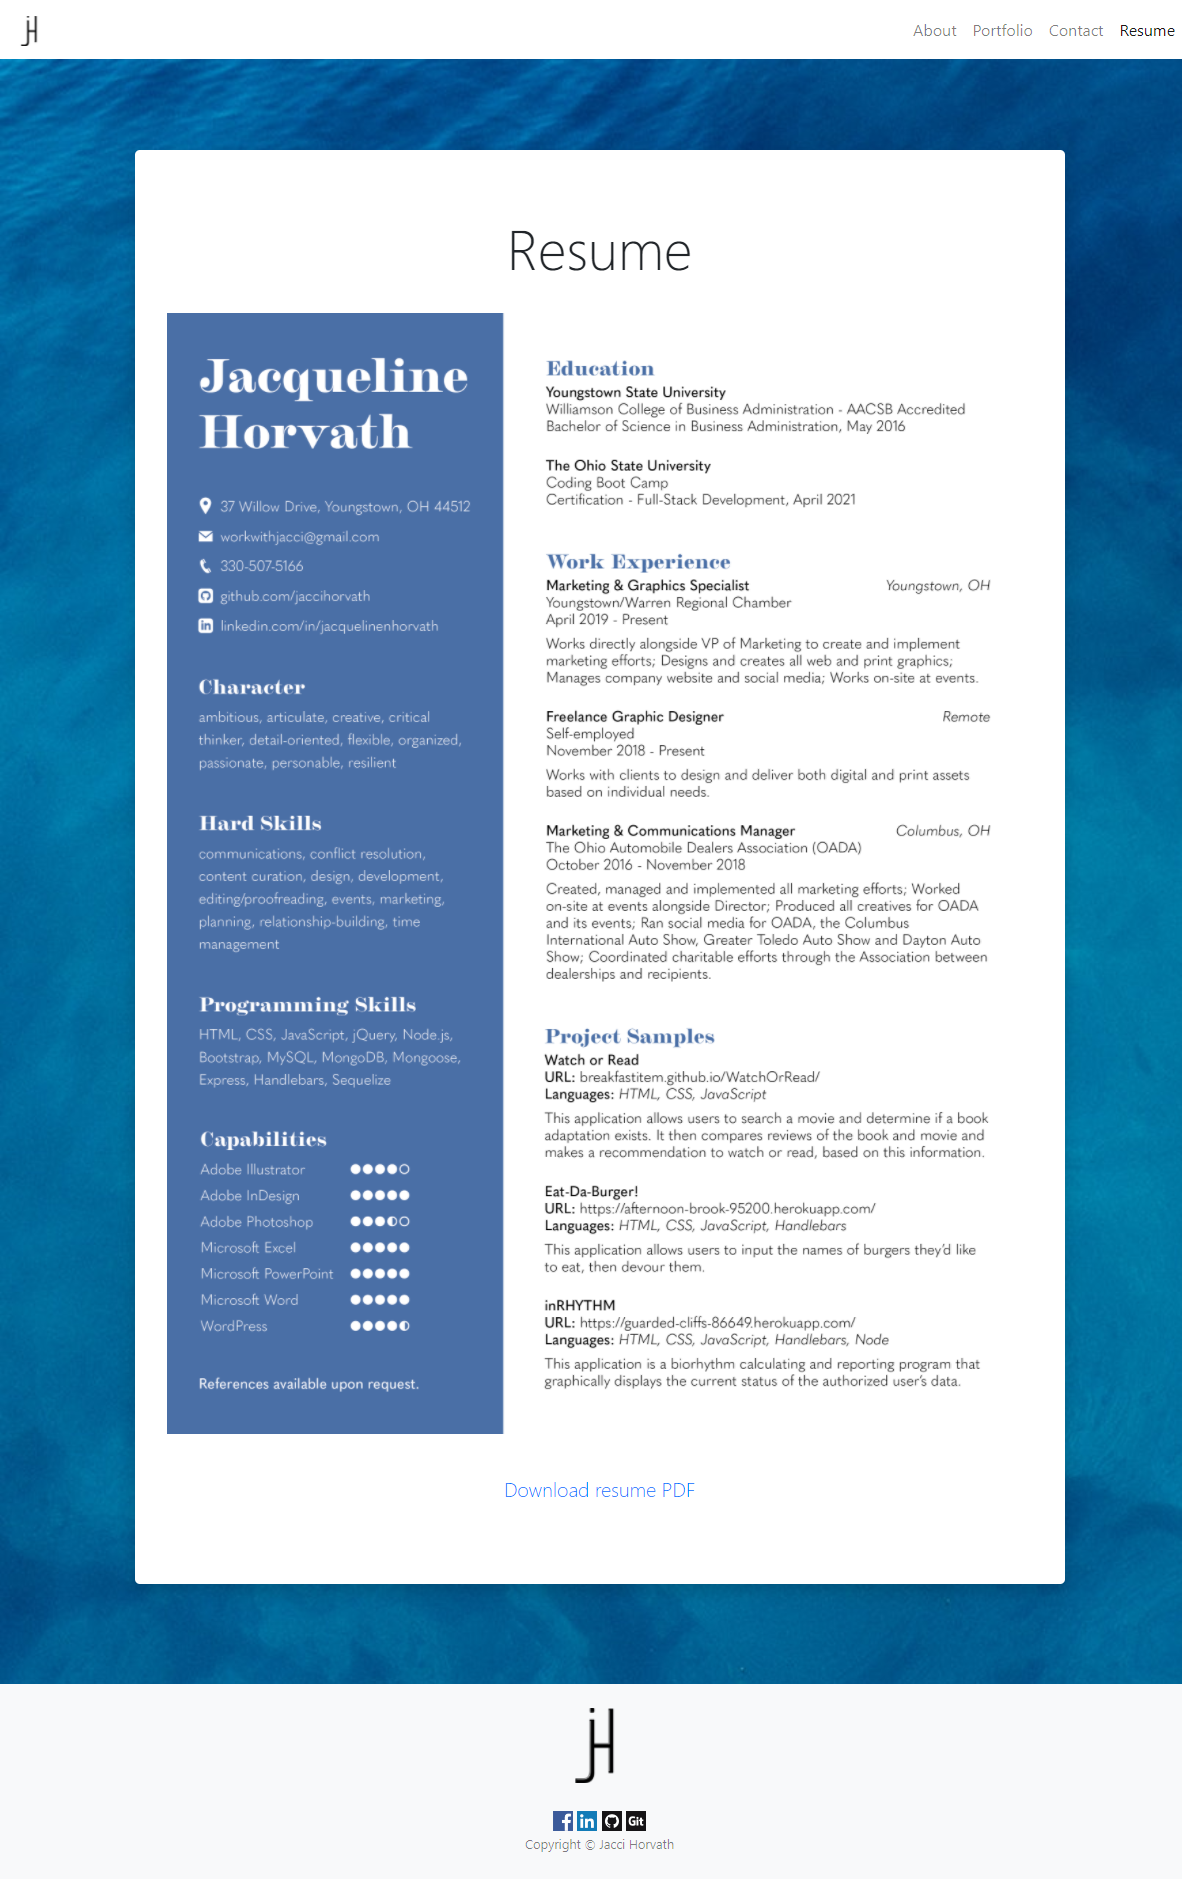 jH
About Portfolio Contact Resume
Resume
Jacqueline
Horvath
37 Willow Drive, Youngstown, OH 44512
workwithjacci@gmail.com
330-507-5166
github.com/jaccihorvath
linkedin.com/in/jacquelinenhorvath
Character
ambitious, articulate, creative, critical
thinker, detail-oriented, flexible, organized,
passionate, personable, resilient
Hard Skills
communications, conflict resolution,
content curation, design, development,
editing/proofreading, events, marketing,
planning, relationship-building, time
management
Programming Skills
HTML, CSS, JavaScript, jQuery, Node.js,
Bootstrap, MySQL, MongoDB, Mongoose,
Express, Handlebars, Sequelize
Capabilities
Adobe Illustrator
Adobe InDesign
Adobe Photoshop
Microsoft Excel
Microsoft PowerPoint
Microsoft Word
WordPress
References available upon request.
Education
Youngstown State University
Williamson College of Business Administration - AACSB Accredited
Bachelor of Science in Business Administration, May 2016
The Ohio State University
Coding Boot Camp
Certification - Full-Stack Development, April 2021
Work Experience
Marketing & Graphics Specialist Youngstown, OH
Youngstown/Warren Regional Chamber
April 2019 - Present
Works directly alongside VP of Marketing to create and implement
marketing efforts; Designs and creates all web and print graphics;
Manages company website and social media; Works on-site at events.
Freelance Graphic Designer Remote
Self-employed
November 2018 - Present
Works with clients to design and deliver both digital and print assets
based on individual needs.
Marketing & Communications Manager Columbus, OH
The Ohio Automobile Dealers Association (OADA)
October 2016 - November 2018
Created, managed and implemented all marketing efforts; Worked
on-site at events alongside Director; Produced all creatives for OADA
and its events; Ran social media for OADA, the Columbus
International Auto Show, Greater Toledo Auto Show and Dayton Auto
Show; Coordinated charitable efforts through the Association between
dealerships and recipients.
Project Samples
Watch or Read
URL: breakfastitem.github.io/WatchOrRead/
Languages: HTML, CSS, JavaScript
This application allows users to search a movie and determine if a book
adaptation exists. It then compares reviews of the book and movie and
makes a recommendation to watch or read, based on this information.
Eat-Da-Burger!
URL: https://afternoon-brook-95200.herokuapp.com/
Languages: HTML, CSS, JavaScript, Handlebars
This application allows users to input the names of burgers they'd like
to eat, then devour them.
inRHYTHM
URL: https://guarded-cliffs-86649.herokuapp.com/
Languages: HTML, CSS, JavaScript, Handlebars, Node
This application is a biorhythm calculating and reporting program that
graphically displays the current status of the authorized user's data.
Download resume PDF
jH
f in Git
Copyright © Jacci Horvath